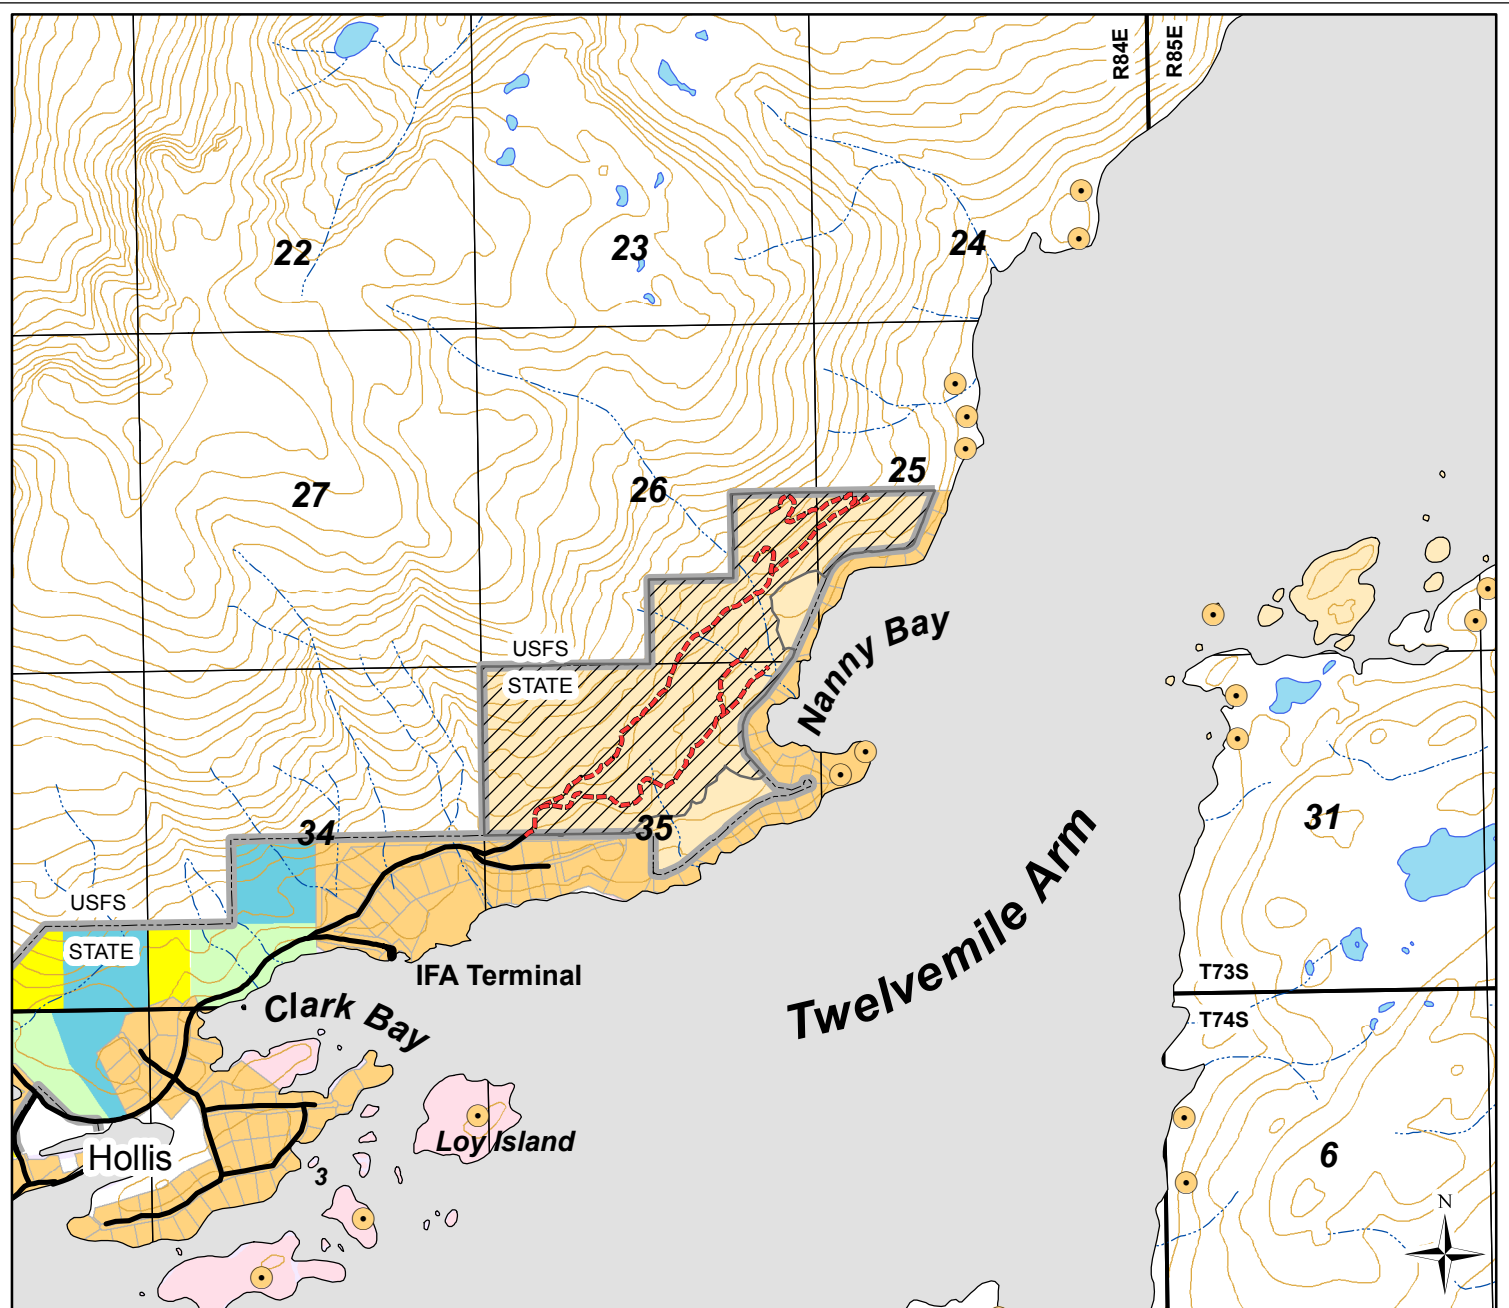 R84E
R85E
22
23
24
25
26
27
USFS
STATE
Nanny Bay
31
34
35
USFS
STATE
IFA Terminal
Clark Bay
Twelvemile Arm
T73S
T74S
Loy Island
Hollis
3
6
N